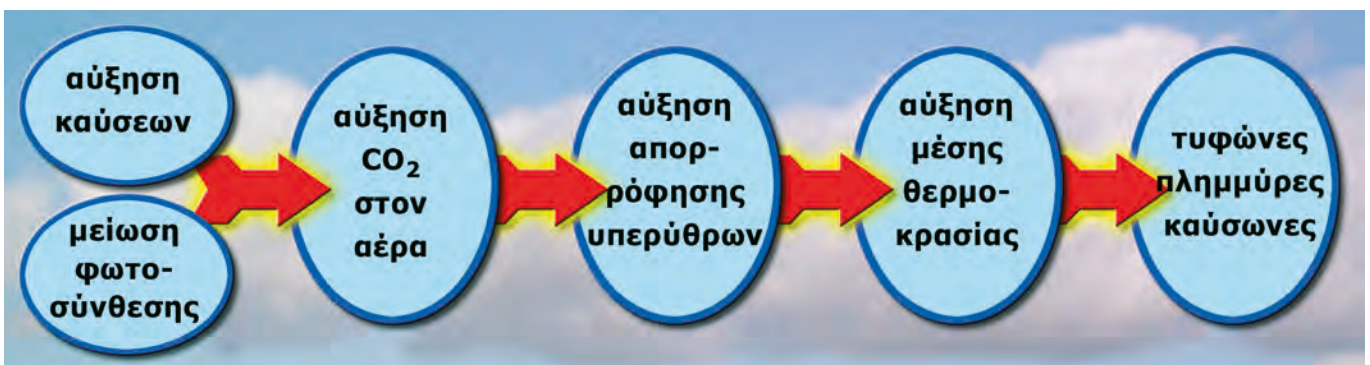 αύξηση
καύσεων
μείωση
φωτο-
σύνθεσης
αύξηση
CO₂
στον
αέρα
αύξηση
απορ-
ρόφησης
υπερύθρων
αύξηση
μέσης
θερμο-
κρασίας
τυφώνες
πλημμύρες
καύσωνες